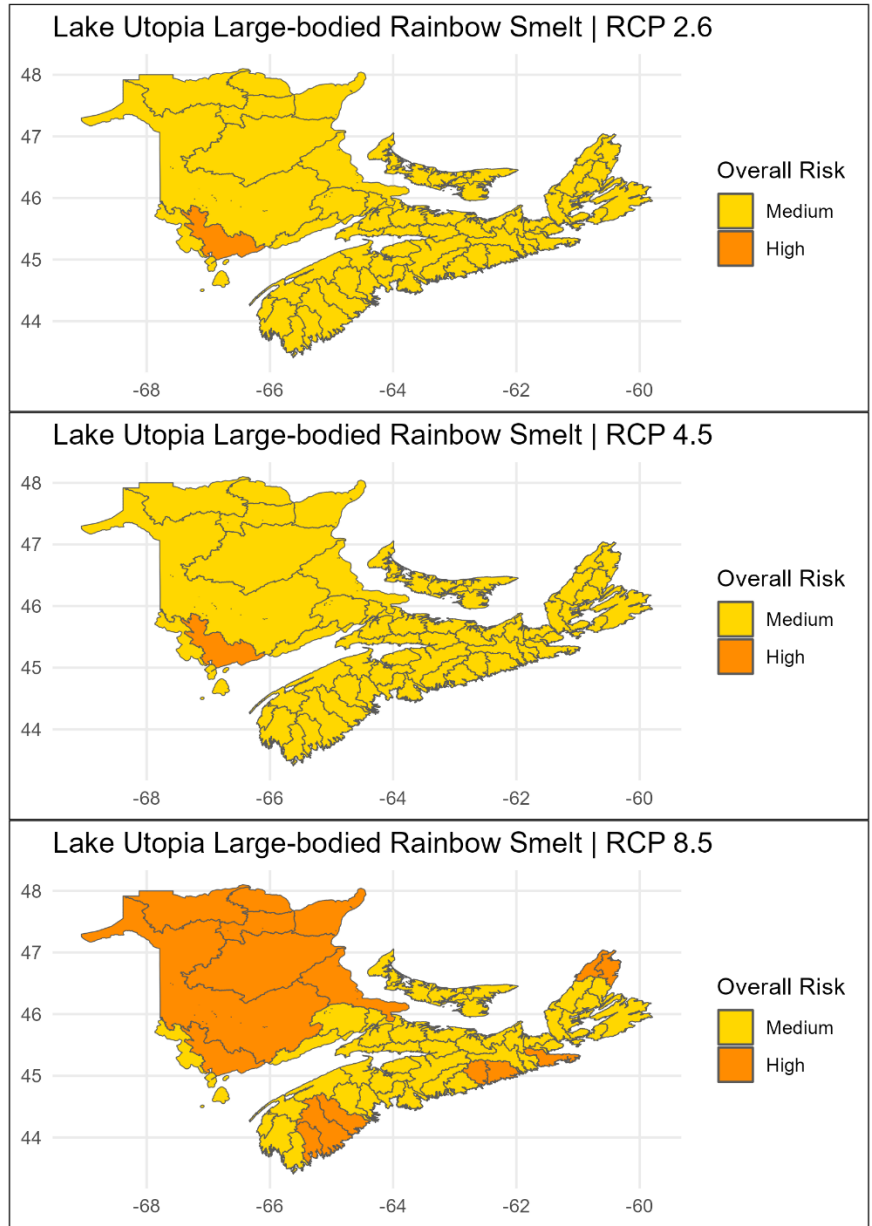 Lake Utopia Large-bodied Rainbow Smelt | RCP 2.6
48
47
46
45
44
-68
-66
-64
-62
-60
Overall Risk
Medium
High
Lake Utopia Large-bodied Rainbow Smelt | RCP 4.5
48
47
46
45
44
-68
-66
-64
-62
-60
Overall Risk
Medium
High
Lake Utopia Large-bodied Rainbow Smelt | RCP 8.5
48
47
46
45
44
-68
-66
-64
-62
-60
Overall Risk
Medium
High